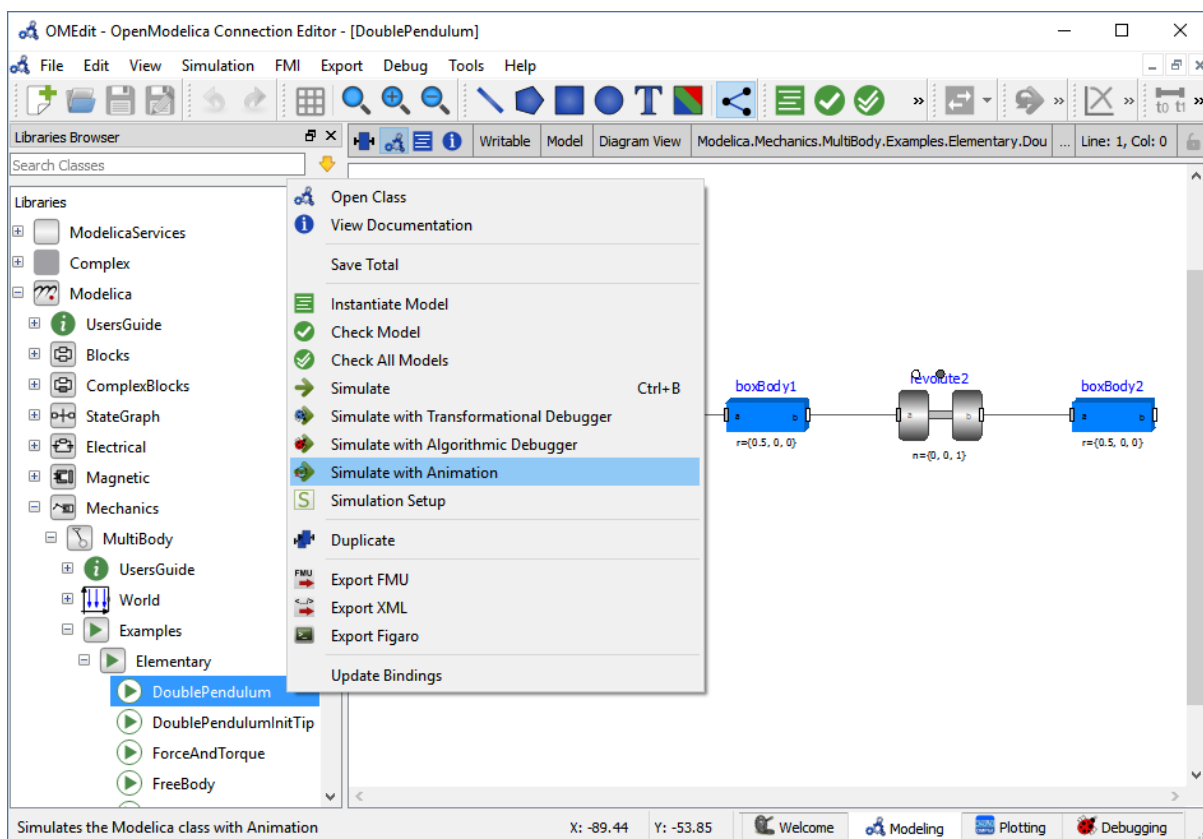 OMEdit - OpenModelica Connection Editor - [DoublePendulum]
File Edit View Simulation FMI Export Debug Tools Help
T » » » to t1 »
Libraries Browser
Writable Model Diagram View Modelica.Mechanics.MultiBody.Examples.Elementary.Dou ... Line: 1, Col: 0
Search Classes
Libraries
ModelicaServices
Complex
Modelica
UsersGuide
Blocks
ComplexBlocks
StateGraph
Electrical
Magnetic
Mechanics
MultiBody
UsersGuide
World
Examples
Elementary
DoublePendulum
DoublePendulumInitTip
ForceAndTorque
FreeBody
Open Class
View Documentation
Save Total
Instantiate Model
Check Model
Check All Models
Simulate Ctrl+B
Simulate with Transformational Debugger
Simulate with Algorithmic Debugger
Simulate with Animation
S Simulation Setup
Duplicate
FMU Export FMU
Export XML
Export Figaro
Update Bindings
boxBody1
a b
r={0.5, 0, 0}
revolute2
a b
n={0, 0, 1}
boxBody2
a b
r={0.5, 0, 0}
Simulates the Modelica class with Animation X: -89.44 Y: -53.85 Welcome Modeling Plotting Debugging